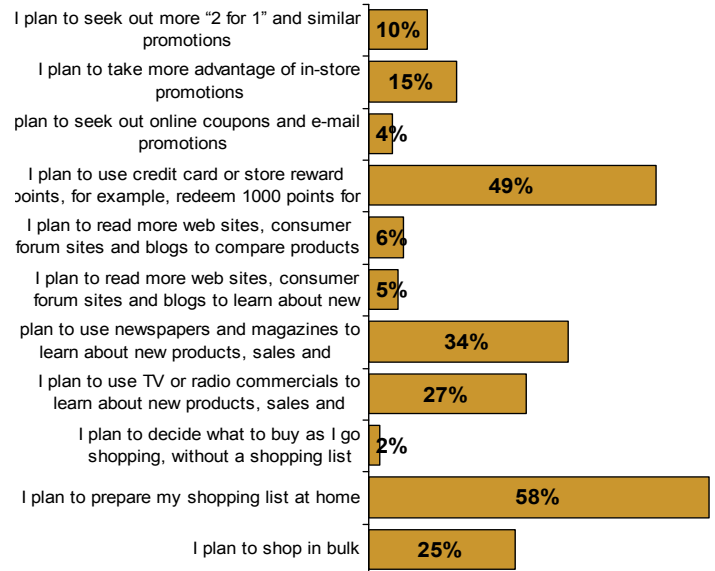 I plan to seek out more “2 for 1” and similar
promotions
10%
I plan to take more advantage of in-store
promotions
15%
plan to seek out online coupons and e-mail
promotions
4%
I plan to use credit card or store reward
points, for example, redeem 1000 points for
49%
I plan to read more web sites, consumer
forum sites and blogs to compare products
6%
I plan to read more web sites, consumer
forum sites and blogs to learn about new
5%
plan to use newspapers and magazines to
learn about new products, sales and
34%
I plan to use TV or radio commercials to
learn about new products, sales and
27%
I plan to decide what to buy as I go
shopping, without a shopping list
2%
I plan to prepare my shopping list at home
58%
I plan to shop in bulk
25%